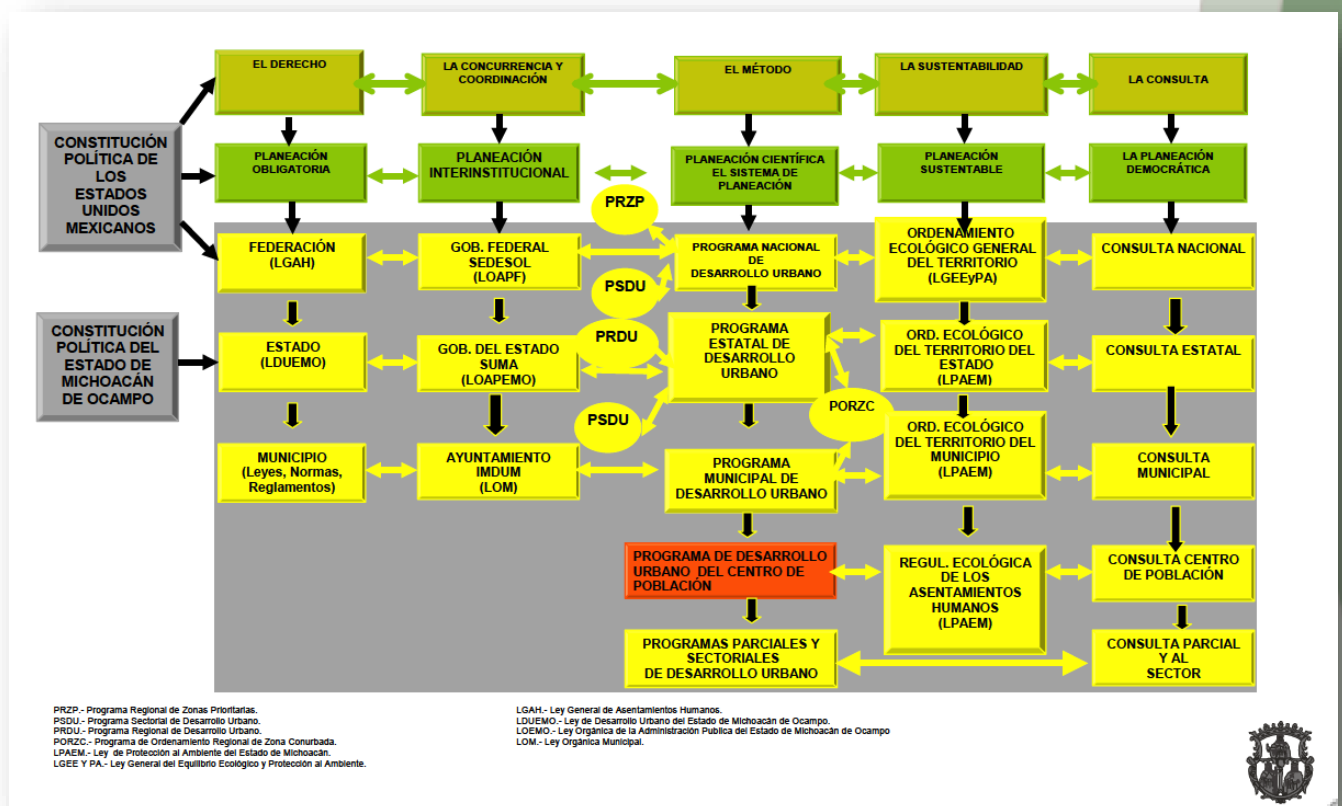 EL DERECHO
LA CONCURRENCIA Y
COORDINACIÓN
EL MÉTODO
LA SUSTENTABILIDAD
LA CONSULTA
CONSTITUCIÓN
POLÍTICA DE
LOS
ESTADOS
UNIDOS
MEXICANOS
PLANEACIÓN
OBLIGATORIA
PLANEACIÓN
INTERINSTITUCIONAL
PLANEACIÓN CIENTÍFICA
EL SISTEMA DE
PLANEACIÓN
PLANEACIÓN
SUSTENTABLE
LA PLANEACIÓN
DEMOCRÁTICA
PRZP
FEDERACIÓN
(LGAH)
GOB. FEDERAL
SEDESOL
(LOAPF)
PROGRAMA NACIONAL
DE
DESARROLLO URBANO
ORDENAMIENTO
ECOLÓGICO GENERAL
DEL TERRITORIO
(LGEEyPA)
CONSULTA NACIONAL
PSDU
CONSTITUCIÓN
POLÍTICA DEL
ESTADO DE
MICHOACÁN
DE OCAMPO
ESTADO
(LDUEMO)
GOB. DEL ESTADO
SUMA
(LOAPEMO)
PRDU
PROGRAMA
ESTATAL DE
DESARROLLO
URBANO
ORD. ECOLÓGICO
DEL TERRITORIO DEL
ESTADO
(LPAEM)
CONSULTA ESTATAL
PSDU
PORZC
MUNICIPIO
(Leyes, Normas,
Reglamentos)
AYUNTAMIENTO
IMDUM
(LOM)
PROGRAMA
MUNICIPAL DE
DESARROLLO URBANO
ORD. ECOLÓGICO
DEL TERRITORIO DEL
MUNICIPIO
(LPAEM)
CONSULTA
MUNICIPAL
PROGRAMA DE DESARROLLO
URBANO DEL CENTRO DE
POBLACIÓN
REGUL. ECOLÓGICA
DE LOS
ASENTAMIENTOS
HUMANOS
(LPAEM)
CONSULTA CENTRO
DE POBLACIÓN
PROGRAMAS PARCIALES Y
SECTORIALES
DE DESARROLLO URBANO
CONSULTA PARCIAL
Y AL
SECTOR
PRZP.- Programa Regional de Zonas Prioritarias.
PSDU.- Programa Sectorial de Desarrollo Urbano.
PRDU.- Programa Regional de Desarrollo Urbano.
PORZC.- Programa de Ordenamiento Regional de Zona Conurbada.
LPAEM.- Ley de Protección al Ambiente del Estado de Michoacán.
LGEE Y PA.- Ley General del Equilibrio Ecológico y Protección al Ambiente.
LGAH.- Ley General de Asentamientos Humanos.
LDUEMO.- Ley de Desarrollo Urbano del Estado de Michoacán de Ocampo.
LOEMO.- Ley Orgánica de la Administración Publica del Estado de Michoacán de Ocampo
LOM.- Ley Orgánica Municipal.